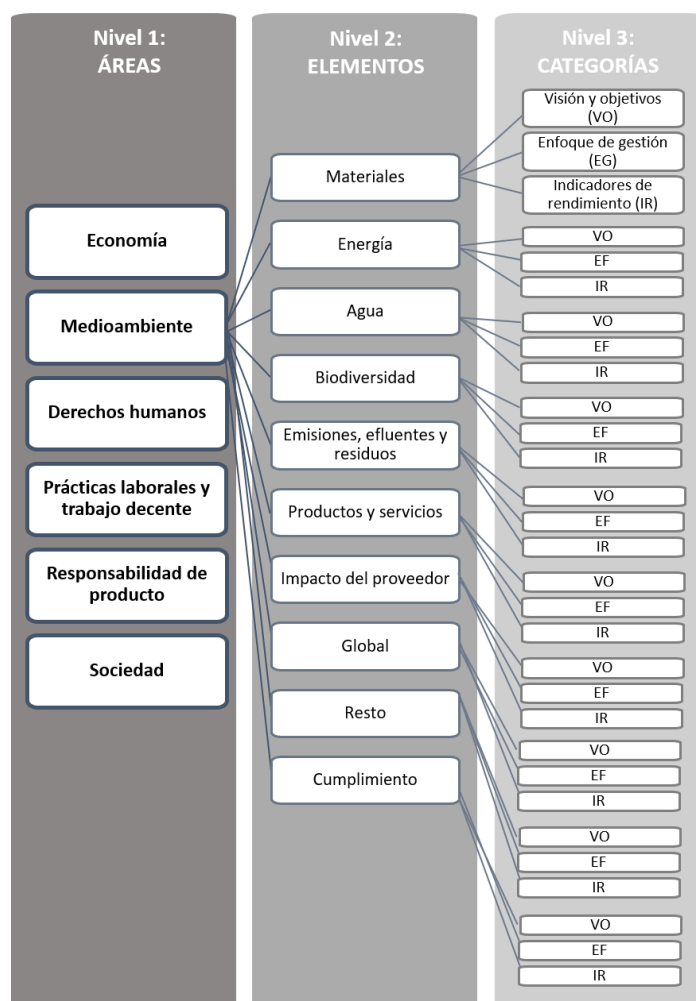 Nivel 1:
ÁREAS
Economía
Medioambiente
Derechos humanos
Prácticas laborales y
trabajo decente
Responsabilidad de
producto
Sociedad
Nivel 2:
ELEMENTOS
Materiales
Energía
Agua
Biodiversidad
Emisiones, efluentes y
residuos
Productos y servicios
Impacto del proveedor
Global
Resto
Cumplimiento
Nivel 3:
CATEGORÍAS
Visión y objetivos
(VO)
Enfoque de gestión
(EG)
Indicadores de
rendimiento (IR)
VO
EF
IR
VO
EF
IR
VO
EF
IR
VO
EF
IR
VO
EF
IR
VO
EF
IR
VO
EF
IR
VO
EF
IR
VO
EF
IR